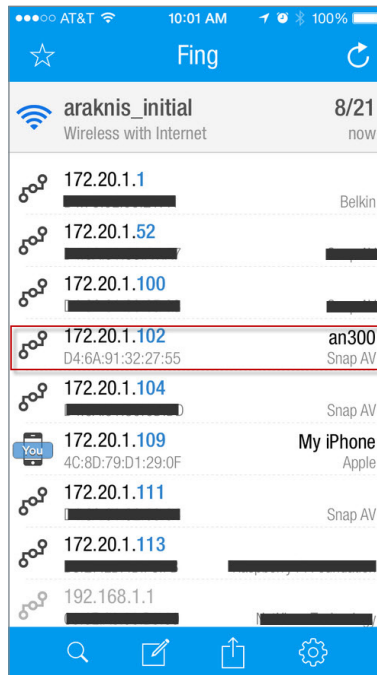 AT&T 10:01 AM 100%
Fing
araknis_initial 8/21
Wireless with Internet now
172.20.1.1
Belkin
172.20.1.52
172.20.1.100
172.20.1.102 an300
D4:6A:91:32:27:55 Snap AV
172.20.1.104
Snap AV
You 172.20.1.109 My iPhone
4C:8D:79:D1:29:0F Apple
172.20.1.111
Snap AV
172.20.1.113
192.168.1.1